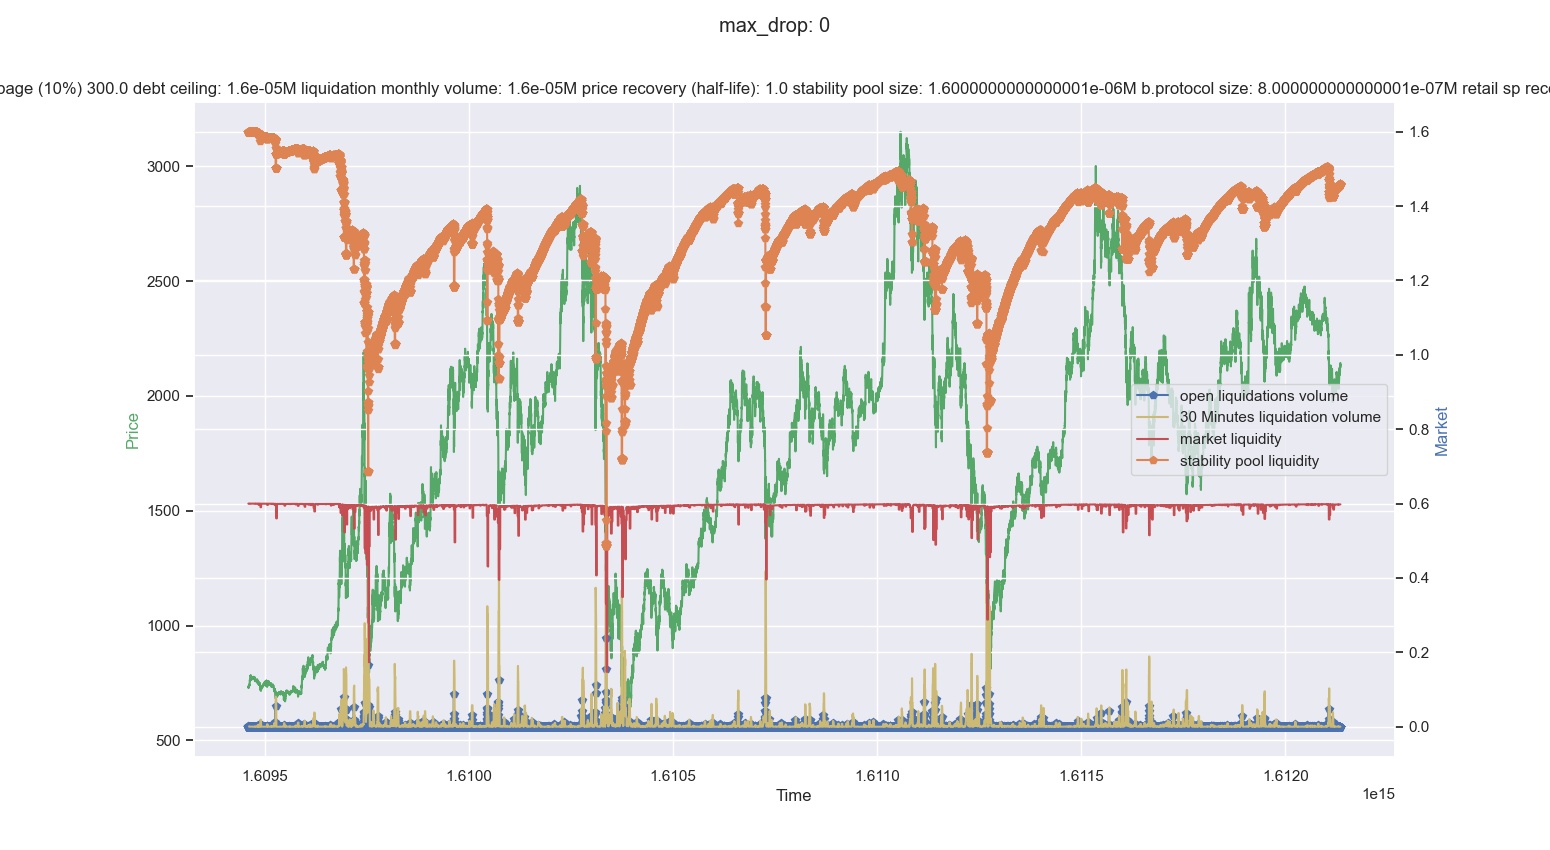 max_drop: 0
page (10%) 300.0 debt ceiling: 1.6e-05M liquidation monthly volume: 1.6e-05M price recovery (half-life): 1.0 stability pool size: 1.6000000000000001e-06M b.protocol size: 8.000000000000001e-07M retail sp
3000
2500
2000
1500
1000
500
Price
1.6
1.4
1.2
1.0
0.8
0.6
0.4
0.2
0.0
Market
open liquidations volume
30 Minutes liquidation volume
market liquidity
stability pool liquidity
1.6095 1.6100 1.6105 1.6110 1.6115 1.6120
Time
1e15